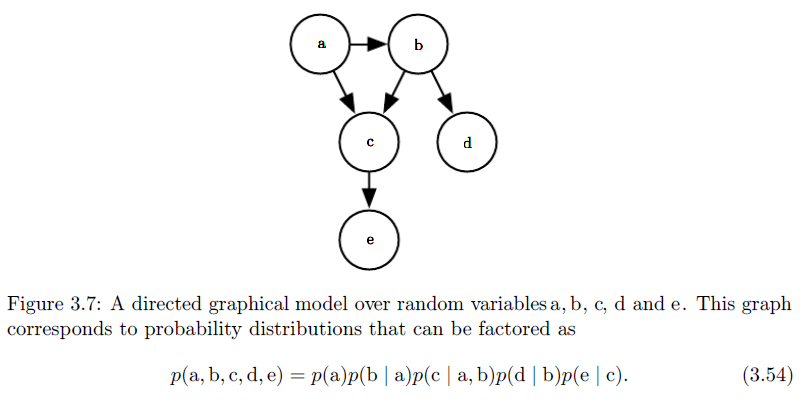 a
b
c
d
e
Figure 3.7: A directed graphical model over random variables a, b, c, d and e. This graph
corresponds to probability distributions that can be factored as
p(a, b, c, d, e) = p(a)p(b | a)p(c | a, b)p(d | b)p(e | c). (3.54)